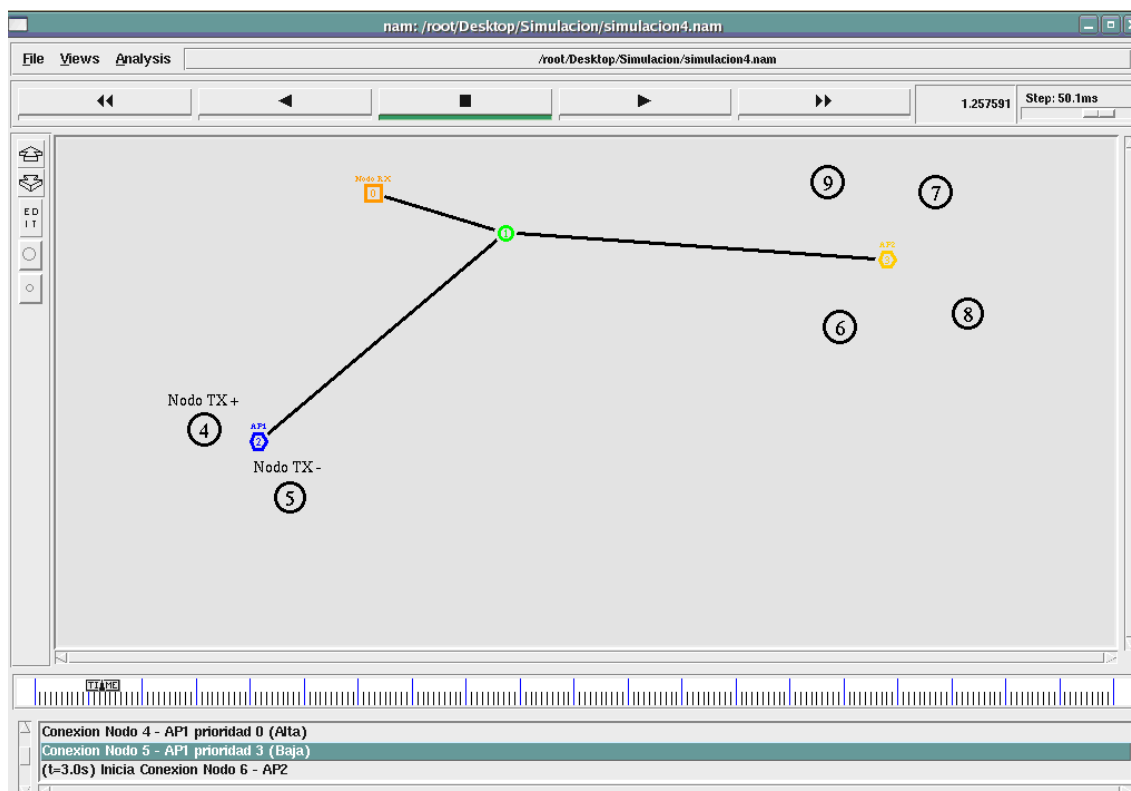 nam: /root/Desktop/Simulacion/simulacion4.nam
File Views Analysis /root/Desktop/Simulacion/simulacion4.nam
1.257591 Step: 50.1ms
ED
IT
Nodo RX
0
1
9
7
AP2
3
6
8
Nodo TX +
4
AP1
2
Nodo TX -
5
TIME
Conexion Nodo 4 - AP1 prioridad 0 (Alta)
Conexion Nodo 5 - AP1 prioridad 3 (Baja)
(t=3.0s) Inicia Conexion Nodo 6 - AP2